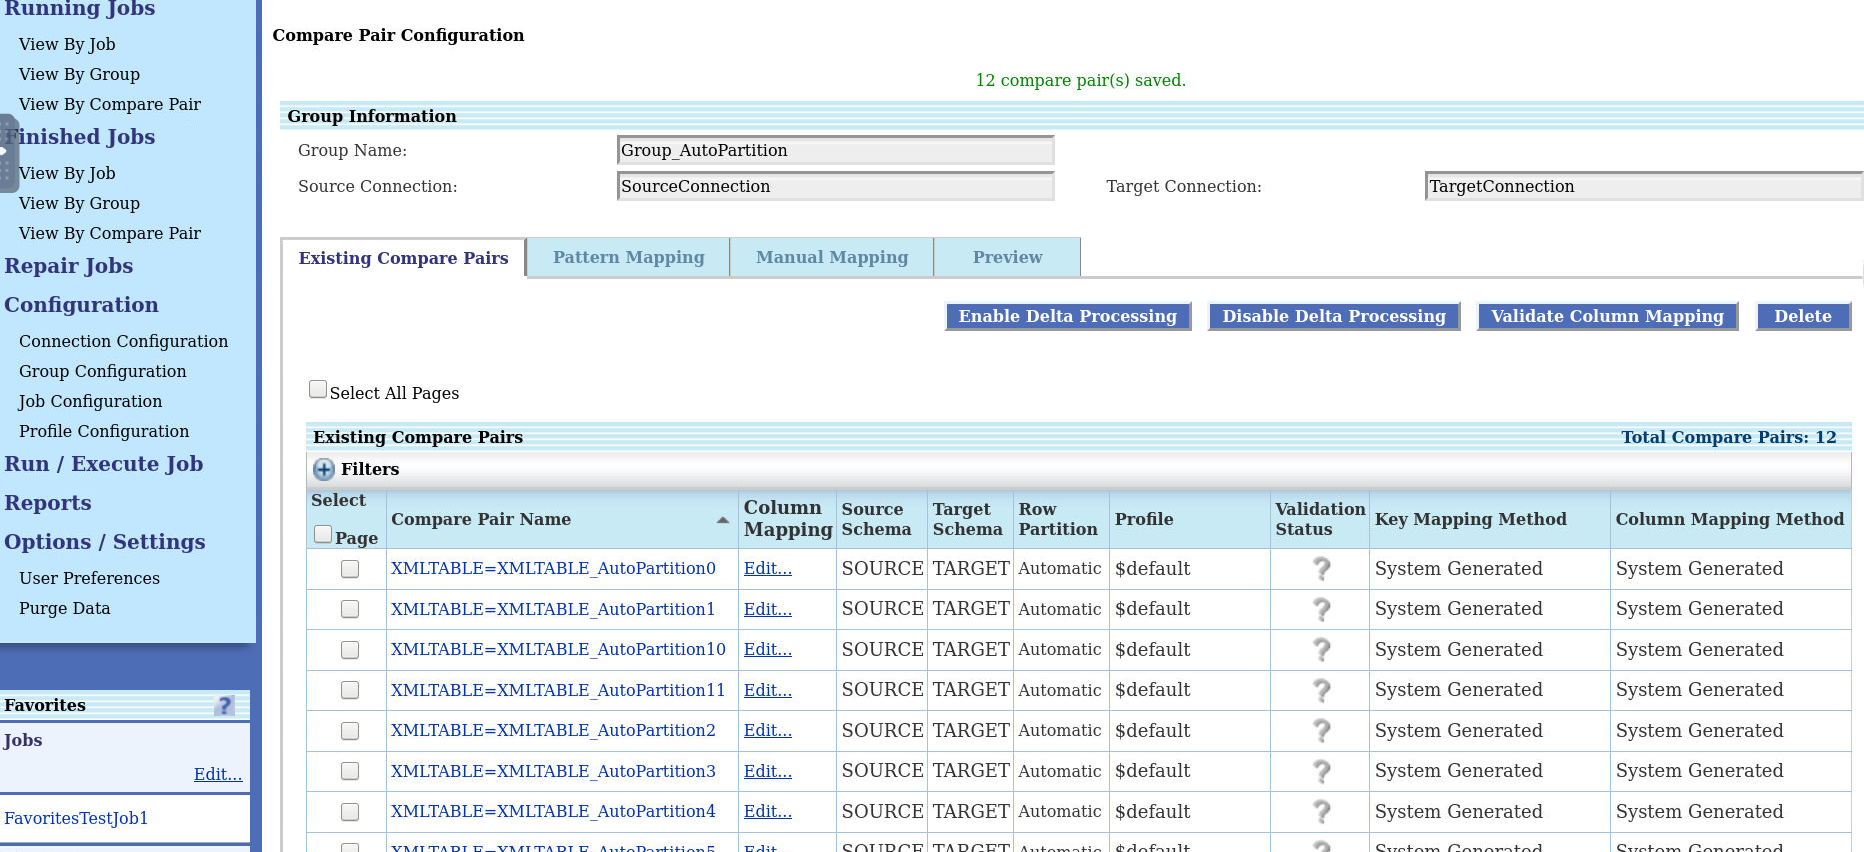 Running Jobs
View By Job
View By Group
View By Compare Pair
Finished Jobs
View By Job
View By Group
View By Compare Pair
Repair Jobs
Configuration
Connection Configuration
Group Configuration
Job Configuration
Profile Configuration
Run / Execute Job
Reports
Options / Settings
User Preferences
Purge Data
Favorites ?
Jobs
Edit...
FavoritesTestJob1
Compare Pair Configuration
12 compare pair(s) saved.
Group Information
Group Name: Group_AutoPartition
Source Connection: SourceConnection Target Connection: TargetConnection
Existing Compare Pairs Pattern Mapping Manual Mapping Preview
Enable Delta Processing Disable Delta Processing Validate Column Mapping Delete
Select All Pages
Existing Compare Pairs Total Compare Pairs: 12
Filters
Select Page Compare Pair Name Column Mapping Source Schema Target Schema Row Partition Profile Validation Status Key Mapping Method Column Mapping Method
XMLTABLE=XMLTABLE_AutoPartition0 Edit... SOURCE TARGET Automatic $default ? System Generated System Generated
XMLTABLE=XMLTABLE_AutoPartition1 Edit... SOURCE TARGET Automatic $default ? System Generated System Generated
XMLTABLE=XMLTABLE_AutoPartition10 Edit... SOURCE TARGET Automatic $default ? System Generated System Generated
XMLTABLE=XMLTABLE_AutoPartition11 Edit... SOURCE TARGET Automatic $default ? System Generated System Generated
XMLTABLE=XMLTABLE_AutoPartition2 Edit... SOURCE TARGET Automatic $default ? System Generated System Generated
XMLTABLE=XMLTABLE_AutoPartition3 Edit... SOURCE TARGET Automatic $default ? System Generated System Generated
XMLTABLE=XMLTABLE_AutoPartition4 Edit... SOURCE TARGET Automatic $default ? System Generated System Generated
XMLTABLE=XMLTABLE_AutoPartition5 Edit... SOURCE TARGET Automatic $default ? System Generated System Generated